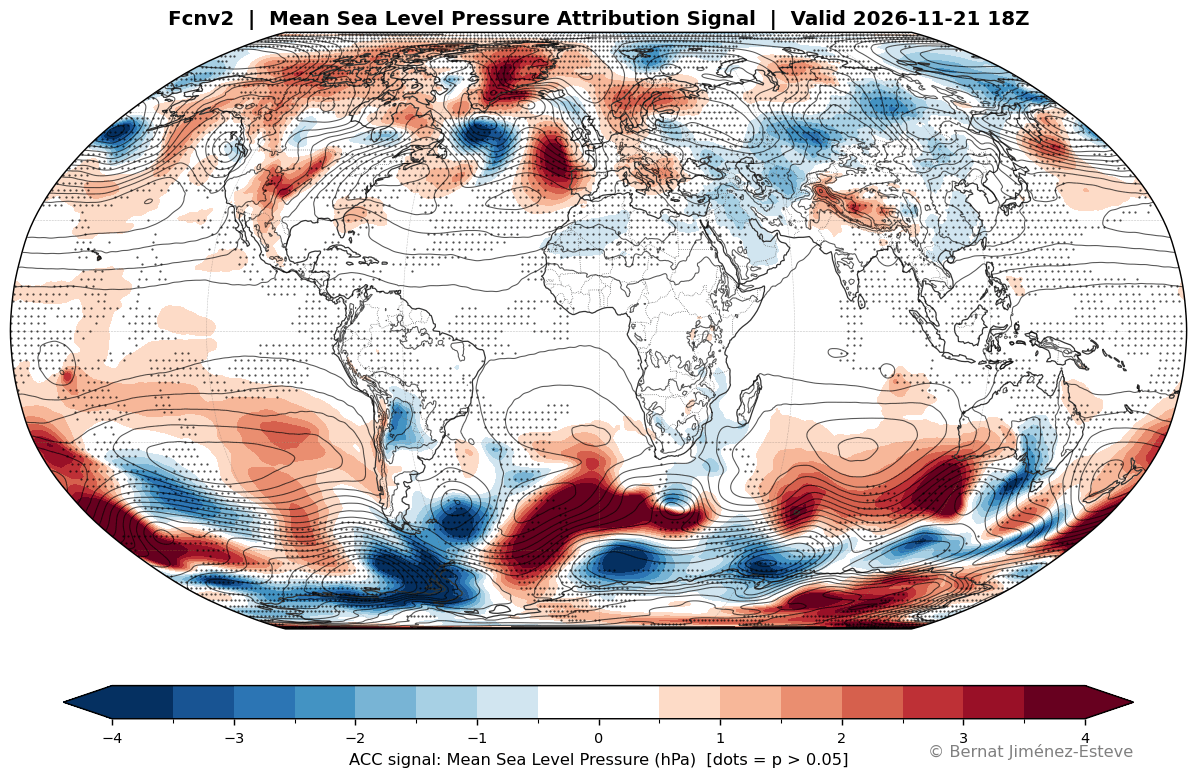 Fcnv2  |  Mean Sea Level Pressure Attribution Signal  |  Valid 2026-11-21 18Z
−4 −3 −2 −1 0 1 2 3 4
ACC signal: Mean Sea Level Pressure (hPa)  [dots = p > 0.05]
© Bernat Jiménez-Esteve